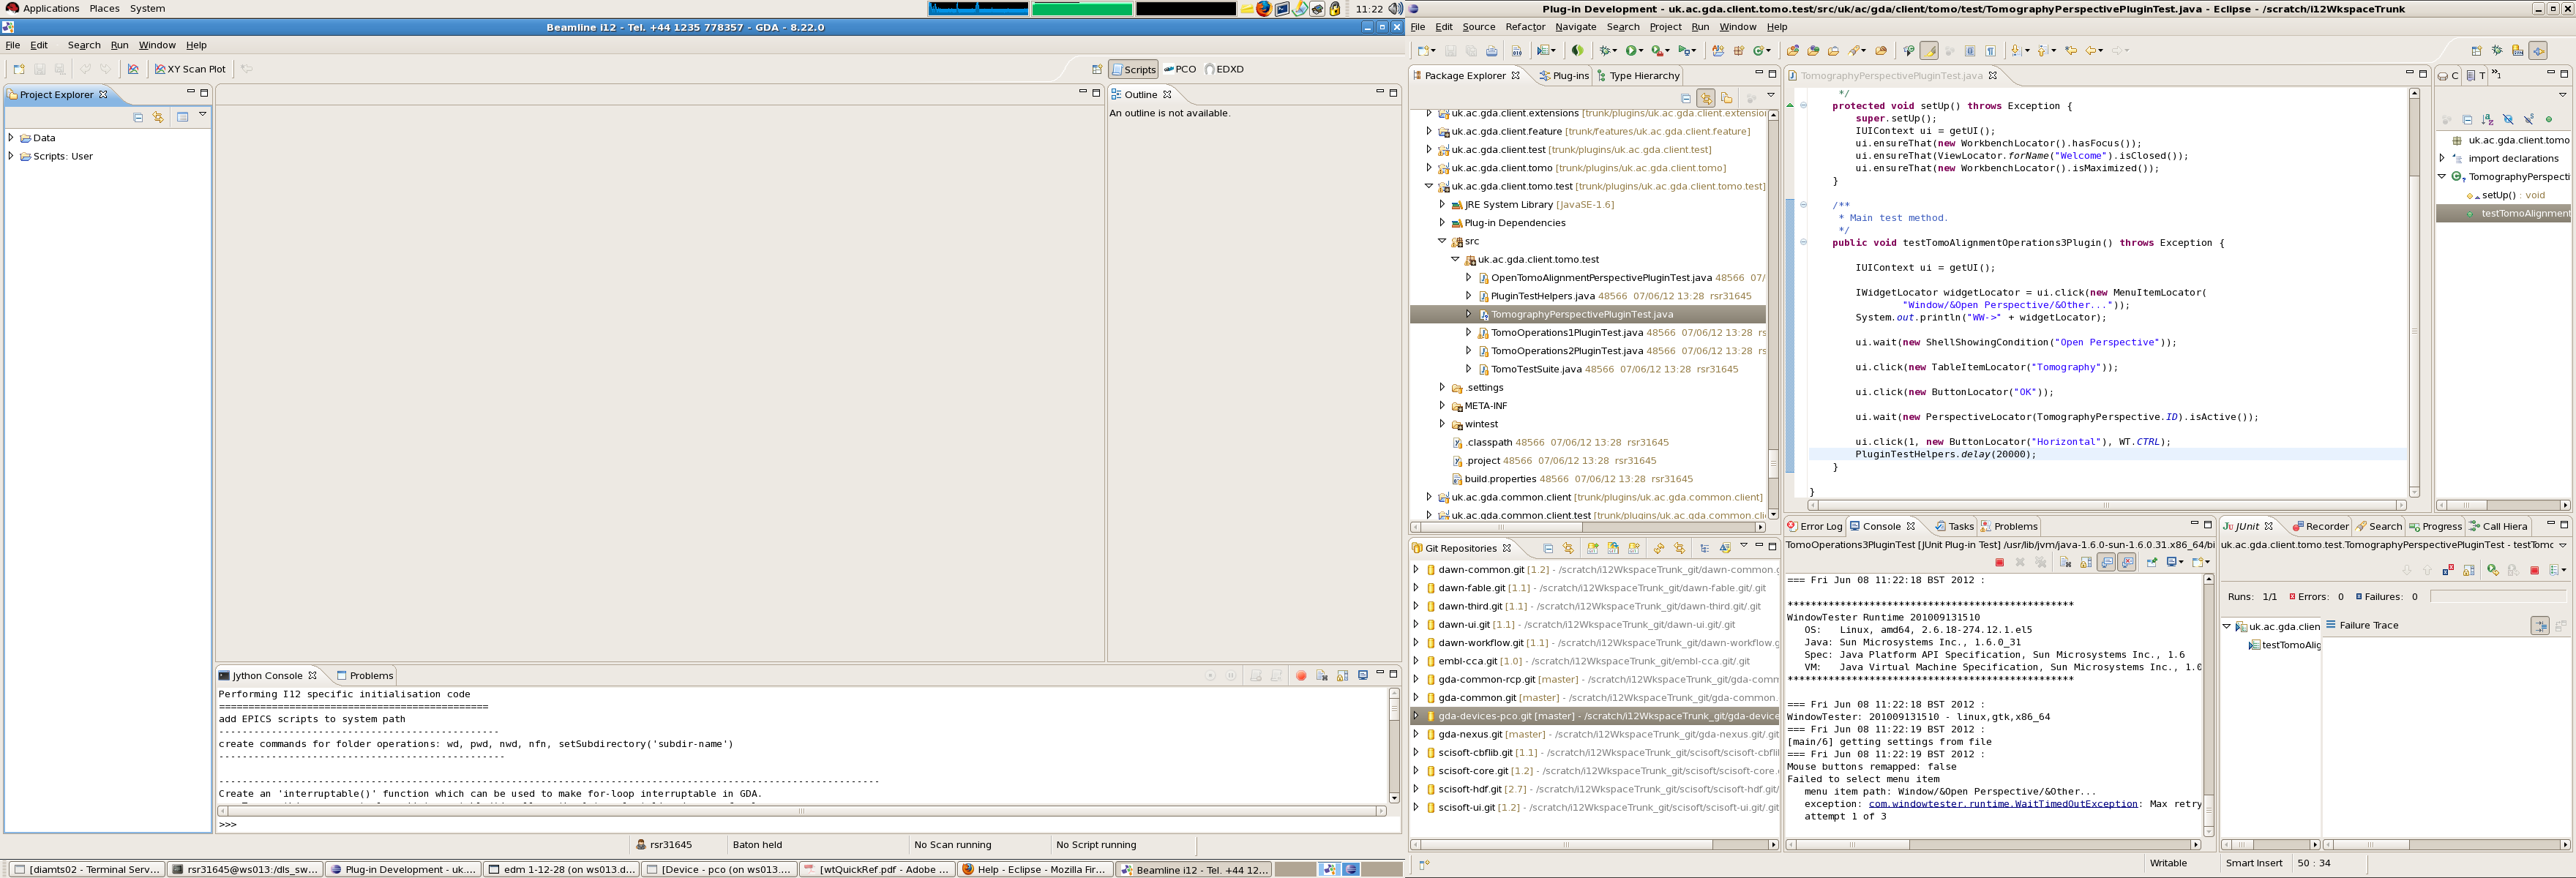 Applications Places System
11:22
Beamline i12 - Tel. +44 1235 778357 - GDA - 8.22.0
File Edit Search Run Window Help
XY Scan Plot
Scripts PCO EDXD
Project Explorer
Data
Scripts: User
Outline
An outline is not available.
Jython Console Problems
Performing I12 specific initialisation code
==============================================
add EPICS scripts to system path
------------------------------------------------
create commands for folder operations: wd, pwd, nwd, nfn, setSubdirectory('subdir-name')
-------------------------------------------------
Create an 'interruptable()' function which can be used to make for-loop interruptable in GDA.
>>>
rsr31645 Baton held No Scan running No Script running
[diamts02 - Terminal Serv... rsr31645@ws013:/dls_sw... Plug-in Development - uk.... edm 1-12-28 (on ws013.d... [Device - pco (on ws013.... [wtQuickRef.pdf - Adobe ... Help - Eclipse - Mozilla Fir... Beamline i12 - Tel. +44 12...
Plug-in Development - uk.ac.gda.client.tomo.test/src/uk/ac/gda/client/tomo/test/TomographyPerspectivePluginTest.java - Eclipse - /scratch/i12WkspaceTrunk
File Edit Source Refactor Navigate Search Project Run Window Help
Package Explorer Plug-ins Type Hierarchy
uk.ac.gda.client.extensions [trunk/plugins/uk.ac.gda.client.extension
uk.ac.gda.client.feature [trunk/features/uk.ac.gda.client.feature]
uk.ac.gda.client.test [trunk/plugins/uk.ac.gda.client.test]
uk.ac.gda.client.tomo [trunk/plugins/uk.ac.gda.client.tomo]
uk.ac.gda.client.tomo.test [trunk/plugins/uk.ac.gda.client.tomo.test]
JRE System Library [JavaSE-1.6]
Plug-in Dependencies
src
uk.ac.gda.client.tomo.test
OpenTomoAlignmentPerspectivePluginTest.java 48566 07/
PluginTestHelpers.java 48566 07/06/12 13:28 rsr31645
TomographyPerspectivePluginTest.java
TomoOperations1PluginTest.java 48566 07/06/12 13:28 rs
TomoOperations2PluginTest.java 48566 07/06/12 13:28 rs
TomoTestSuite.java 48566 07/06/12 13:28 rsr31645
.settings
META-INF
wintest
.classpath 48566 07/06/12 13:28 rsr31645
.project 48566 07/06/12 13:28 rsr31645
build.properties 48566 07/06/12 13:28 rsr31645
uk.ac.gda.common.client [trunk/plugins/uk.ac.gda.common.client]
uk.ac.gda.common.client.test [trunk/plugins/uk.ac.gda.common.cli
Git Repositories
dawn-common.git [1.2] - /scratch/i12WkspaceTrunk_git/dawn-common.g
dawn-fable.git [1.1] - /scratch/i12WkspaceTrunk_git/dawn-fable.git/.git
dawn-third.git [1.1] - /scratch/i12WkspaceTrunk_git/dawn-third.git/.git
dawn-ui.git [1.1] - /scratch/i12WkspaceTrunk_git/dawn-ui.git/.git
dawn-workflow.git [1.1] - /scratch/i12WkspaceTrunk_git/dawn-workflow.g
embl-cca.git [1.0] - /scratch/i12WkspaceTrunk_git/embl-cca.git/.git
gda-common-rcp.git [master] - /scratch/i12WkspaceTrunk_git/gda-comm
gda-common.git [master] - /scratch/i12WkspaceTrunk_git/gda-common.
gda-devices-pco.git [master] - /scratch/i12WkspaceTrunk_git/gda-device
gda-nexus.git [master] - /scratch/i12WkspaceTrunk_git/gda-nexus.git/.git
scisoft-cbflib.git [1.1] - /scratch/i12WkspaceTrunk_git/scisoft/scisoft-cbfli
scisoft-core.git [1.2] - /scratch/i12WkspaceTrunk_git/scisoft/scisoft-core.
scisoft-hdf.git [2.7] - /scratch/i12WkspaceTrunk_git/scisoft/scisoft-hdf.git/
scisoft-ui.git [1.2] - /scratch/i12WkspaceTrunk_git/scisoft/scisoft-ui.git/.git
TomographyPerspectivePluginTest.java
*/
protected void setUp() throws Exception {
super.setUp();
IUIContext ui = getUI();
ui.ensureThat(new WorkbenchLocator().hasFocus());
ui.ensureThat(ViewLocator.forName("Welcome").isClosed());
ui.ensureThat(new WorkbenchLocator().isMaximized());
}
/**
* Main test method.
*/
public void testTomoAlignmentOperations3Plugin() throws Exception {
IUIContext ui = getUI();
IWidgetLocator widgetLocator = ui.click(new MenuItemLocator(
"Window/&Open Perspective/&Other..."));
System.out.println("WW->" + widgetLocator);
ui.wait(new ShellShowingCondition("Open Perspective"));
ui.click(new TableItemLocator("Tomography"));
ui.click(new ButtonLocator("OK"));
ui.wait(new PerspectiveLocator(TomographyPerspective.ID).isActive());
ui.click(1, new ButtonLocator("Horizontal"), WT.CTRL);
PluginTestHelpers.delay(20000);
}
}
C T »1
uk.ac.gda.client.tomo
import declarations
TomographyPerspecti
setUp() : void
testTomoAlignment
Error Log Console Tasks Problems
TomoOperations3PluginTest [JUnit Plug-in Test] /usr/lib/jvm/java-1.6.0-sun-1.6.0.31.x86_64/bi
=== Fri Jun 08 11:22:18 BST 2012 :
*************************************************
WindowTester Runtime 201009131510
OS: Linux, amd64, 2.6.18-274.12.1.el5
Java: Sun Microsystems Inc., 1.6.0_31
Spec: Java Platform API Specification, Sun Microsystems Inc., 1.6
VM: Java Virtual Machine Specification, Sun Microsystems Inc., 1.0
*************************************************
=== Fri Jun 08 11:22:18 BST 2012 :
WindowTester: 201009131510 - linux,gtk,x86_64
=== Fri Jun 08 11:22:19 BST 2012 :
[main/6] getting settings from file
=== Fri Jun 08 11:22:19 BST 2012 :
Mouse buttons remapped: false
Failed to select menu item
menu item path: Window/&Open Perspective/&Other...
exception: com.windowtester.runtime.WaitTimedOutException: Max retry
attempt 1 of 3
JUnit Recorder Search Progress Call Hiera
uk.ac.gda.client.tomo.test.TomographyPerspectivePluginTest - testTomo
Runs: 1/1 Errors: 0 Failures: 0
uk.ac.gda.clien
testTomoAlig
Failure Trace
Writable Smart Insert 50 : 34